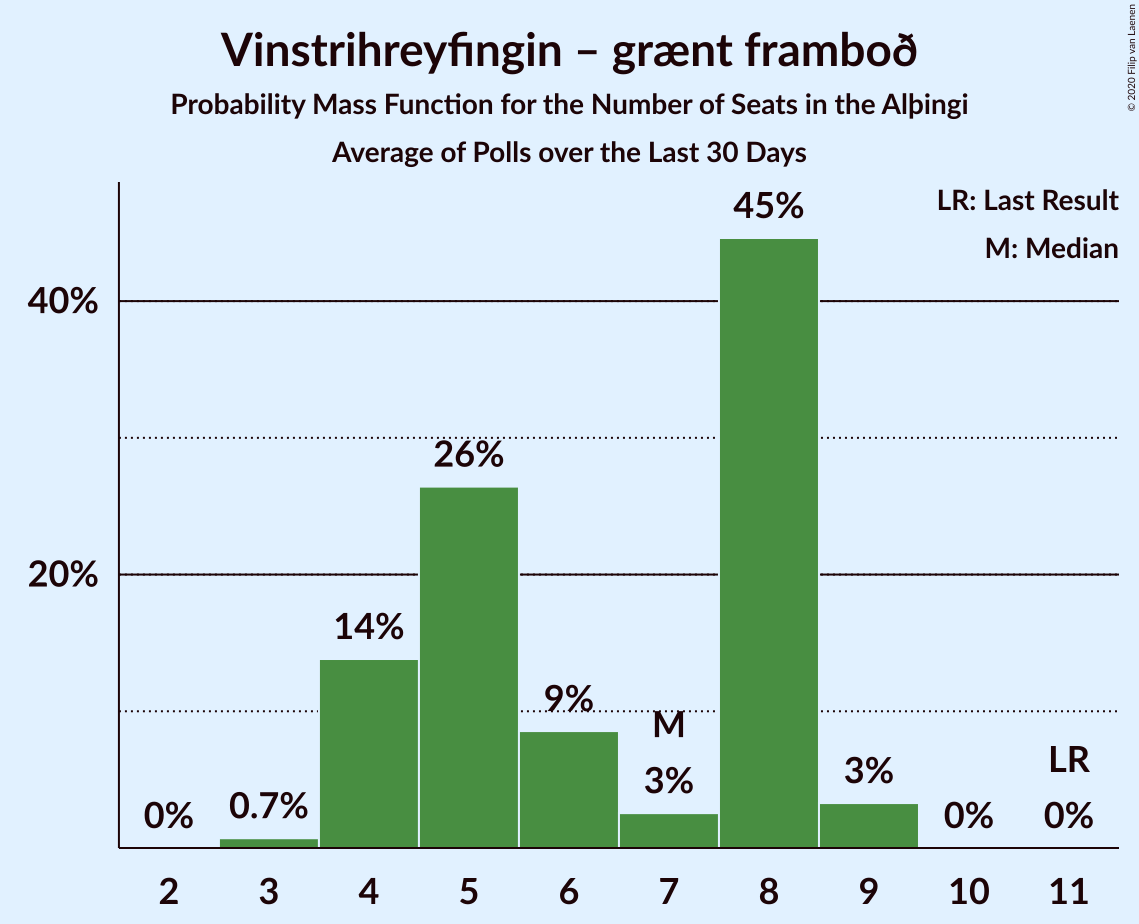 Vinstrihreyfingin – grænt framboð
Probability Mass Function for the Number of Seats in the Alþingi
Average of Polls over the Last 30 Days
© 2020 Filip van Laenen
LR: Last Result
M: Median
45%
40%
26%
20%
14%
9%
M
3%
3%
LR
0%
0.7%
0%
0%
2 3 4 5 6 7 8 9 10 11